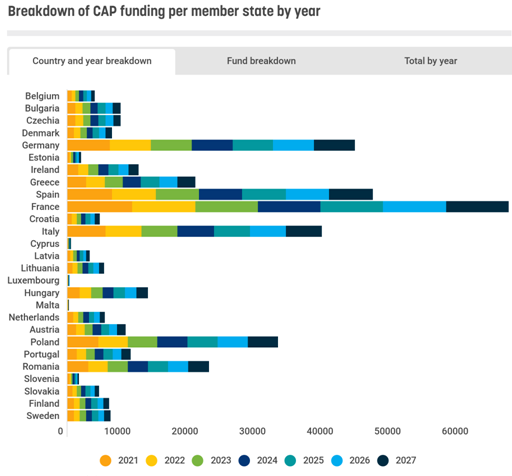 Breakdown of CAP funding per member state by year
Country and year breakdown
Fund breakdown
Total by year
Belgium
Bulgaria
Czechia
Denmark
Germany
Estonia
Ireland
Greece
Spain
France
Croatia
Italy
Cyprus
Latvia
Lithuania
Luxembourg
Hungary
Malta
Netherlands
Austria
Poland
Portugal
Romania
Slovenia
Slovakia
Finland
Sweden
0 10000 20000 30000 40000 50000 60000
2021 2022 2023 2024 2025 2026 2027